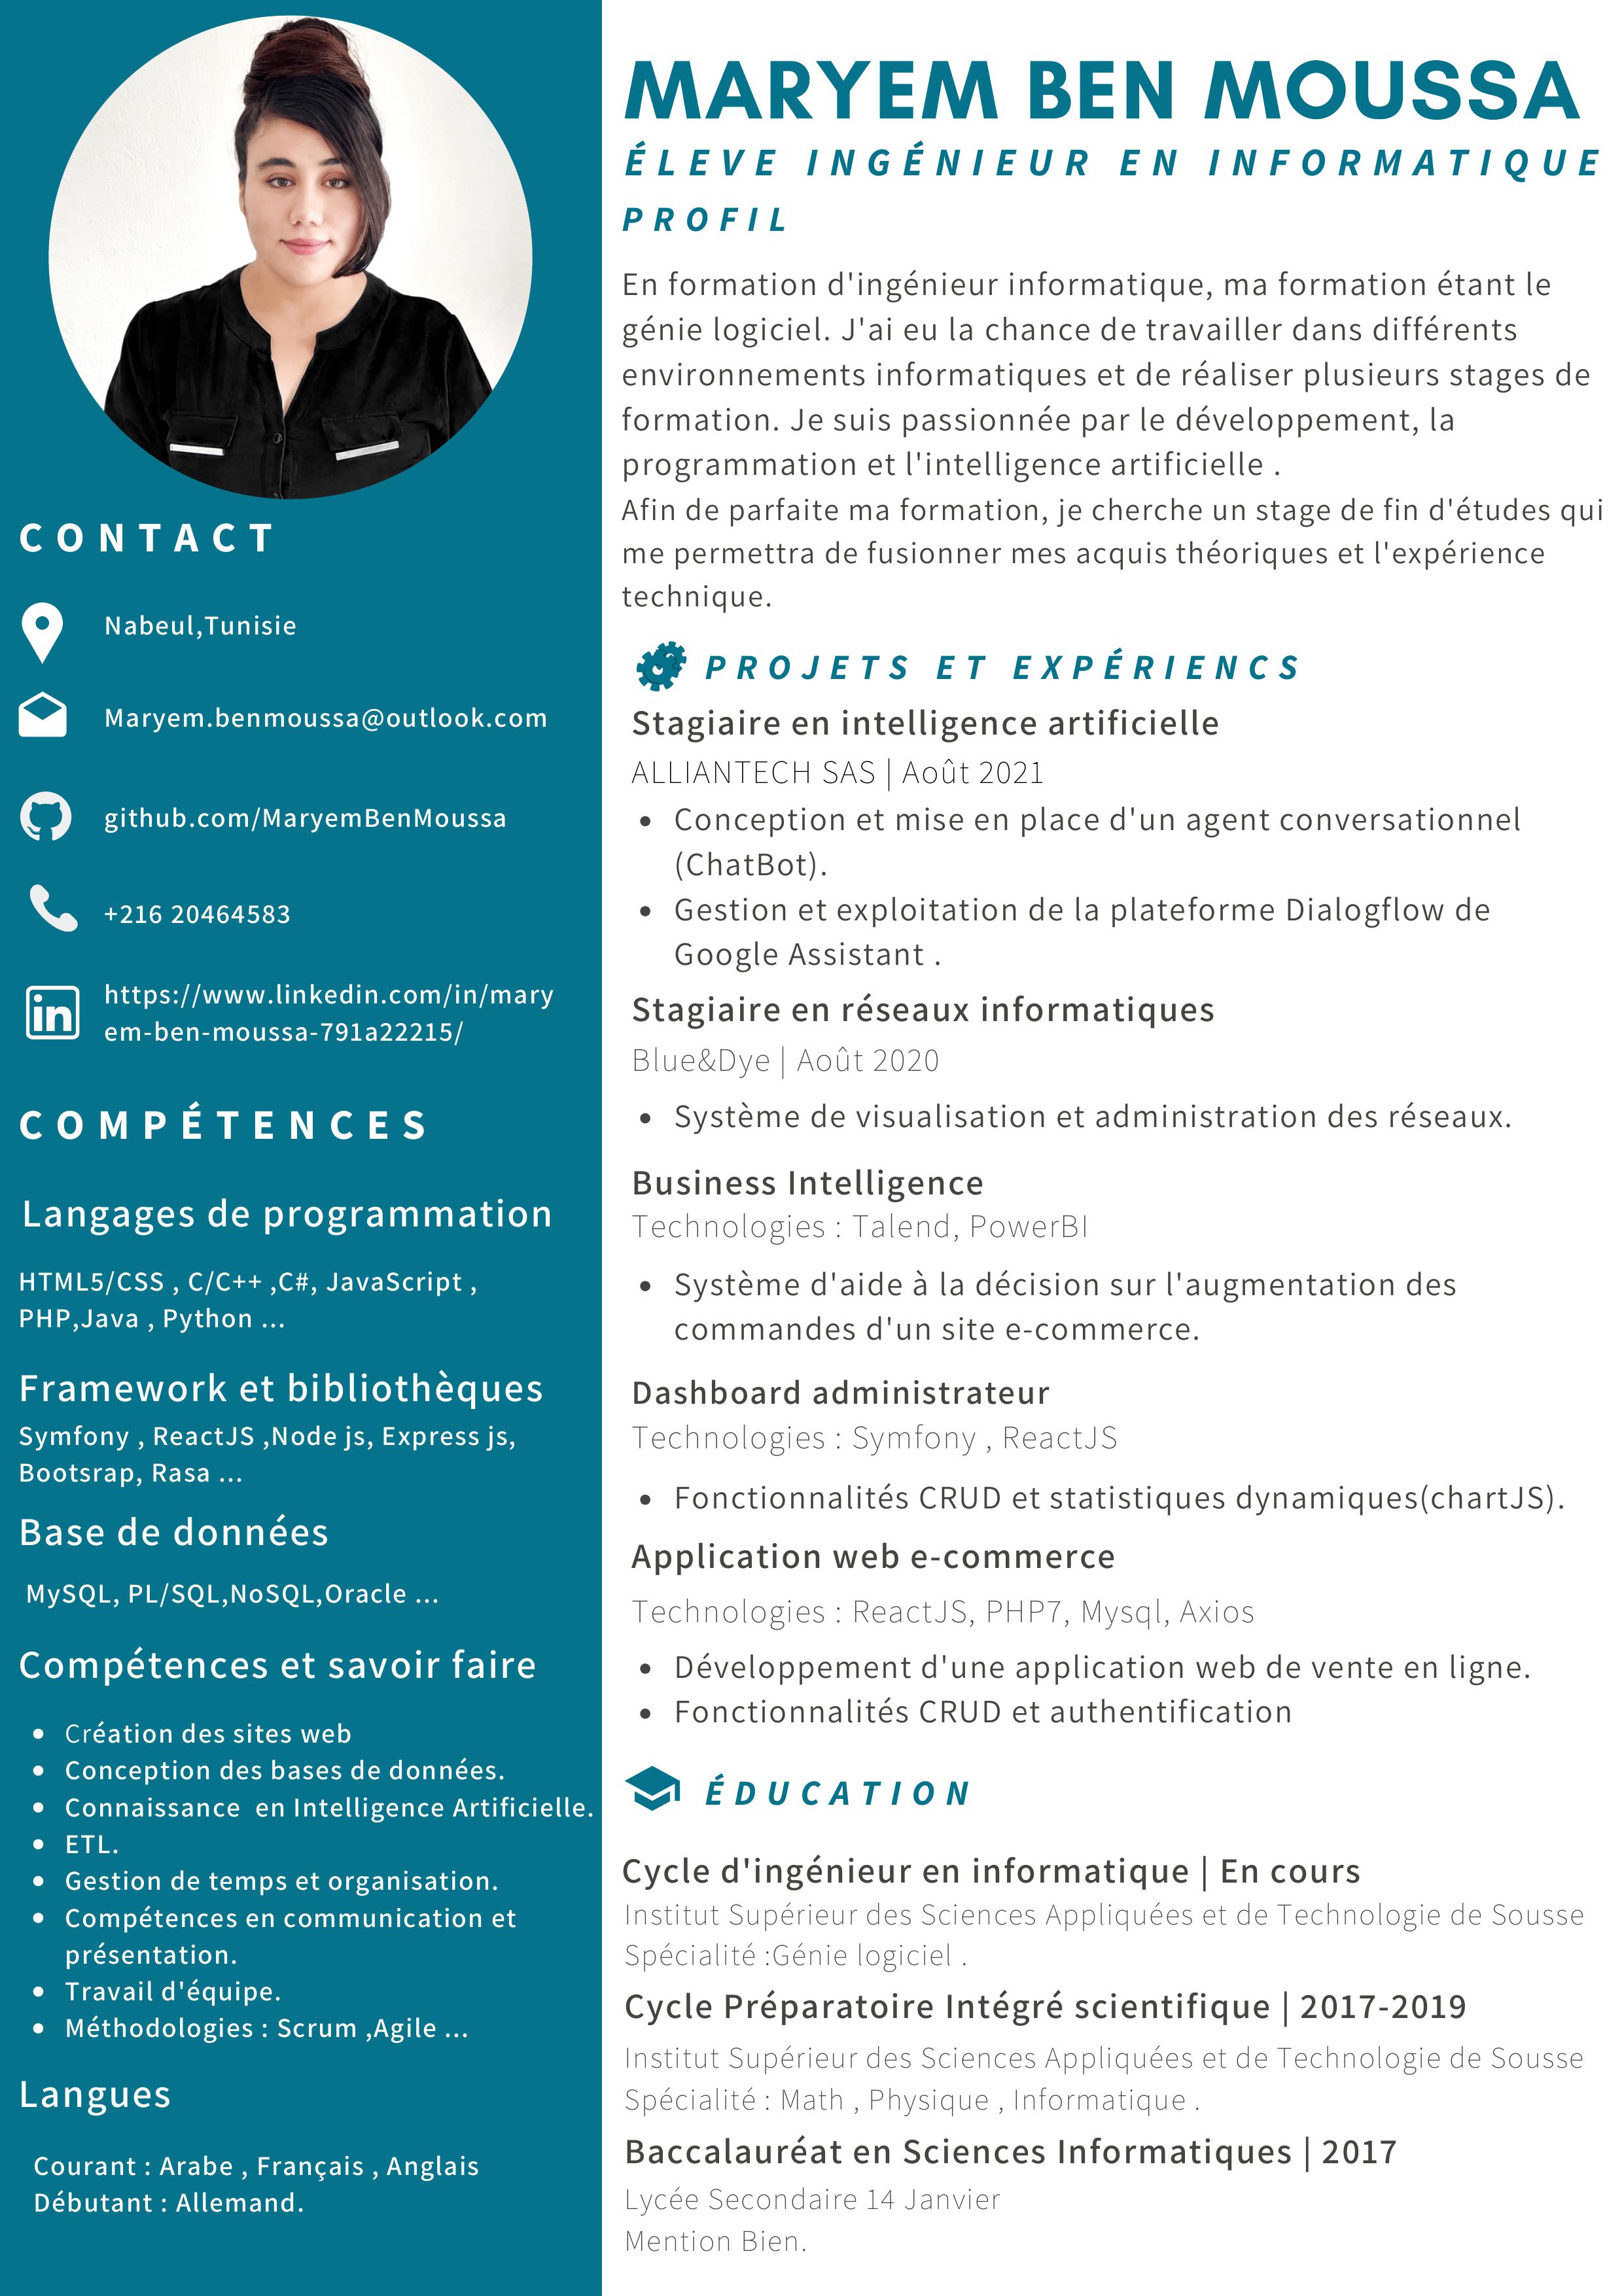 MARYEM BEN MOUSSA
ÉLEVE INGÉNIEUR EN INFORMATIQUE
PROFIL
En formation d'ingénieur informatique, ma formation étant le
génie logiciel. J'ai eu la chance de travailler dans différents
environnements informatiques et de réaliser plusieurs stages de
formation. Je suis passionnée par le développement, la
programmation et l'intelligence artificielle .
Afin de parfaite ma formation, je cherche un stage de fin d'études qui
me permettra de fusionner mes acquis théoriques et l'expérience
technique.
CONTACT
Nabeul,Tunisie
Maryem.benmoussa@outlook.com
github.com/MaryemBenMoussa
+216 20464583
in
https://www.linkedin.com/in/mary
em-ben-moussa-791a22215/
COMPÉTENCES
Langages de programmation
HTML5/CSS , C/C++ ,C#, JavaScript ,
PHP,Java , Python ...
Framework et bibliothèques
Symfony , ReactJS ,Node js, Express js,
Bootsrap, Rasa ...
Base de données
MySQL, PL/SQL,NoSQL,Oracle ...
Compétences et savoir faire
• Création des sites web
• Conception des bases de données.
• Connaissance  en Intelligence Artificielle.
• ETL.
• Gestion de temps et organisation.
• Compétences en communication et
présentation.
• Travail d'équipe.
• Méthodologies : Scrum ,Agile ...
Langues
Courant : Arabe , Français , Anglais
Débutant : Allemand.
PROJETS ET EXPÉRIENCS
Stagiaire en intelligence artificielle
ALLIANTECH SAS | Août 2021
• Conception et mise en place d'un agent conversationnel
(ChatBot).
• Gestion et exploitation de la plateforme Dialogflow de
Google Assistant .
Stagiaire en réseaux informatiques
Blue&Dye | Août 2020
• Système de visualisation et administration des réseaux.
Business Intelligence
Technologies : Talend, PowerBI
• Système d'aide à la décision sur l'augmentation des
commandes d'un site e-commerce.
Dashboard administrateur
Technologies : Symfony , ReactJS
• Fonctionnalités CRUD et statistiques dynamiques(chartJS).
Application web e-commerce
Technologies : ReactJS, PHP7, Mysql, Axios
• Développement d'une application web de vente en ligne.
• Fonctionnalités CRUD et authentification
ÉDUCATION
Cycle d'ingénieur en informatique | En cours
Institut Supérieur des Sciences Appliquées et de Technologie de Sousse
Spécialité :Génie logiciel .
Cycle Préparatoire Intégré scientifique | 2017-2019
Institut Supérieur des Sciences Appliquées et de Technologie de Sousse
Spécialité : Math , Physique , Informatique .
Baccalauréat en Sciences Informatiques | 2017
Lycée Secondaire 14 Janvier
Mention Bien.